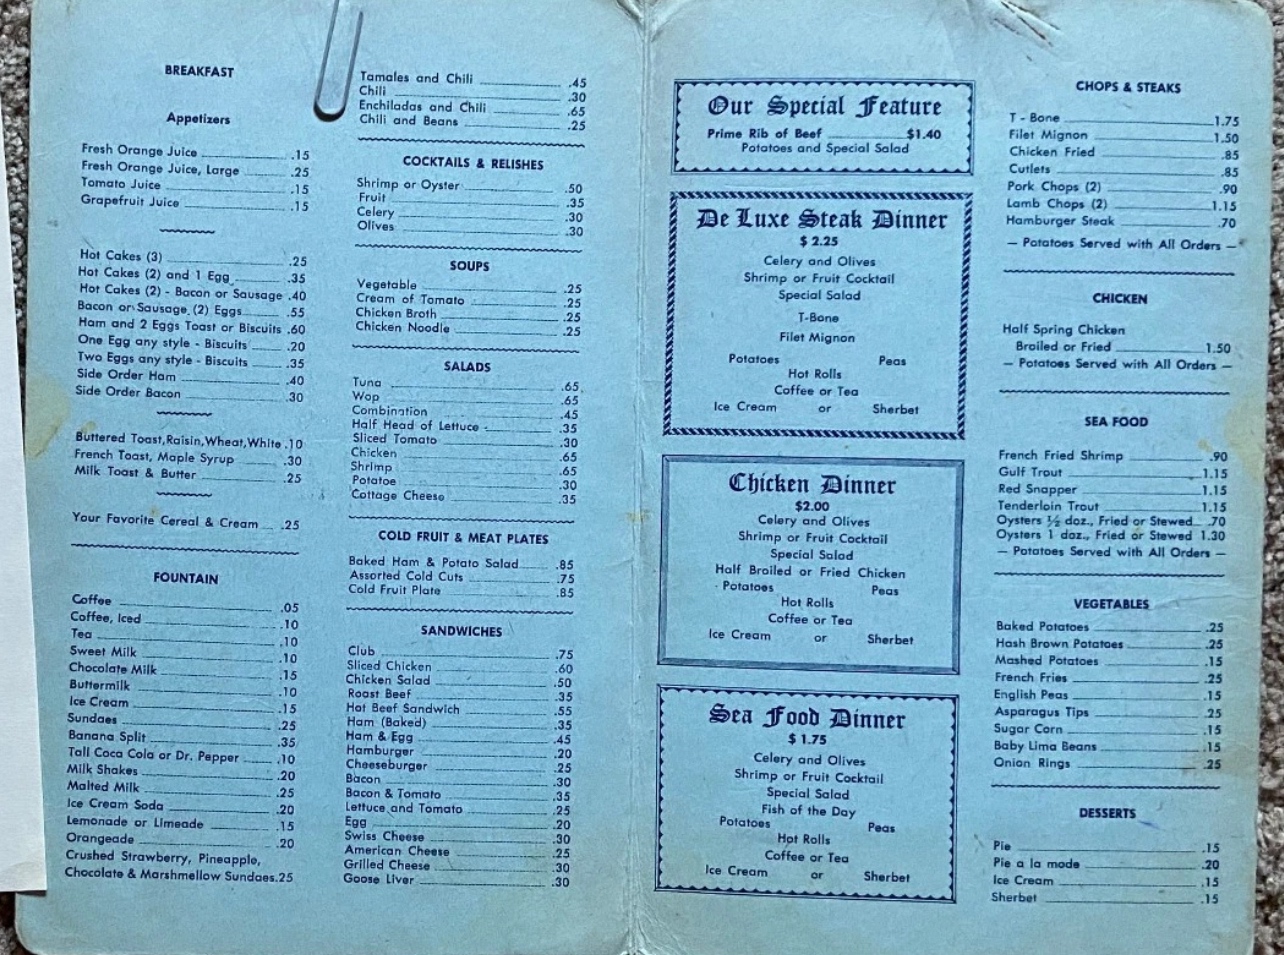 BREAKFAST
Appetizers
Fresh Orange Juice .15
Fresh Orange Juice, Large .25
Tomato Juice .15
Grapefruit Juice .15
Hot Cakes (3) .25
Hot Cakes (2) and 1 Egg .35
Hot Cakes (2) - Bacon or Sausage .40
Bacon or Sausage, (2) Eggs .55
Ham and 2 Eggs Toast or Biscuits .60
One Egg any style - Biscuits .20
Two Eggs any style - Biscuits .35
Side Order Ham .40
Side Order Bacon .30
Buttered Toast, Raisin, Wheat, White .10
French Toast, Maple Syrup .30
Milk Toast & Butter .25
Your Favorite Cereal & Cream .25
FOUNTAIN
Coffee .05
Coffee, Iced .10
Tea .10
Sweet Milk .10
Chocolate Milk .15
Buttermilk .10
Ice Cream .15
Sundaes .25
Banana Split .35
Tall Coca Cola or Dr. Pepper .10
Milk Shakes .20
Malted Milk .25
Ice Cream Soda .20
Lemonade or Limeade .15
Orangeade .20
Crushed Strawberry, Pineapple,
Chocolate & Marshmellow Sundaes .25
Tamales and Chili .45
Chili .30
Enchiladas and Chili .65
Chili and Beans .25
COCKTAILS & RELISHES
Shrimp or Oyster .50
Fruit .35
Celery .30
Olives .30
SOUPS
Vegetable .25
Cream of Tomato .25
Chicken Broth .25
Chicken Noodle .25
SALADS
Tuna .65
Wop .65
Combination .45
Half Head of Lettuce .35
Sliced Tomato .30
Chicken .65
Shrimp .65
Potatoe .30
Cottage Cheese .35
COLD FRUIT & MEAT PLATES
Baked Ham & Potato Salad .85
Assorted Cold Cuts .75
Cold Fruit Plate .85
SANDWICHES
Club .75
Sliced Chicken .60
Chicken Salad .50
Roast Beef .35
Hot Beef Sandwich .55
Ham (Baked) .35
Ham & Egg .45
Hamburger .20
Cheeseburger .25
Bacon .30
Bacon & Tomato .35
Lettuce and Tomato .25
Egg .20
Swiss Cheese .30
American Cheese .25
Grilled Cheese .30
Goose Liver .30
Our Special Feature
Prime Rib of Beef $1.40
Potatoes and Special Salad
De Luxe Steak Dinner
$2.25
Celery and Olives
Shrimp or Fruit Cocktail
Special Salad
T-Bone
Filet Mignon
Potatoes Peas
Hot Rolls
Coffee or Tea
Ice Cream or Sherbet
Chicken Dinner
$2.00
Celery and Olives
Shrimp or Fruit Cocktail
Special Salad
Half Broiled or Fried Chicken
Potatoes Peas
Hot Rolls
Coffee or Tea
Ice Cream or Sherbet
Sea Food Dinner
$1.75
Celery and Olives
Shrimp or Fruit Cocktail
Special Salad
Fish of the Day
Potatoes Peas
Hot Rolls
Coffee or Tea
Ice Cream or Sherbet
CHOPS & STEAKS
T - Bone 1.75
Filet Mignon 1.50
Chicken Fried .85
Cutlets .85
Pork Chops (2) .90
Lamb Chops (2) 1.15
Hamburger Steak .70
— Potatoes Served with All Orders —
CHICKEN
Half Spring Chicken
Broiled or Fried 1.50
— Potatoes Served with All Orders —
SEA FOOD
French Fried Shrimp .90
Gulf Trout 1.15
Red Snapper 1.15
Tenderloin Trout 1.15
Oysters ½ doz., Fried or Stewed .70
Oysters 1 doz., Fried or Stewed 1.30
— Potatoes Served with All Orders —
VEGETABLES
Baked Potatoes .25
Hash Brown Potatoes .25
Mashed Potatoes .15
French Fries .25
English Peas .15
Asparagus Tips .25
Sugar Corn .15
Baby Lima Beans .15
Onion Rings .25
DESSERTS
Pie .15
Pie a la mode .20
Ice Cream .15
Sherbet .15